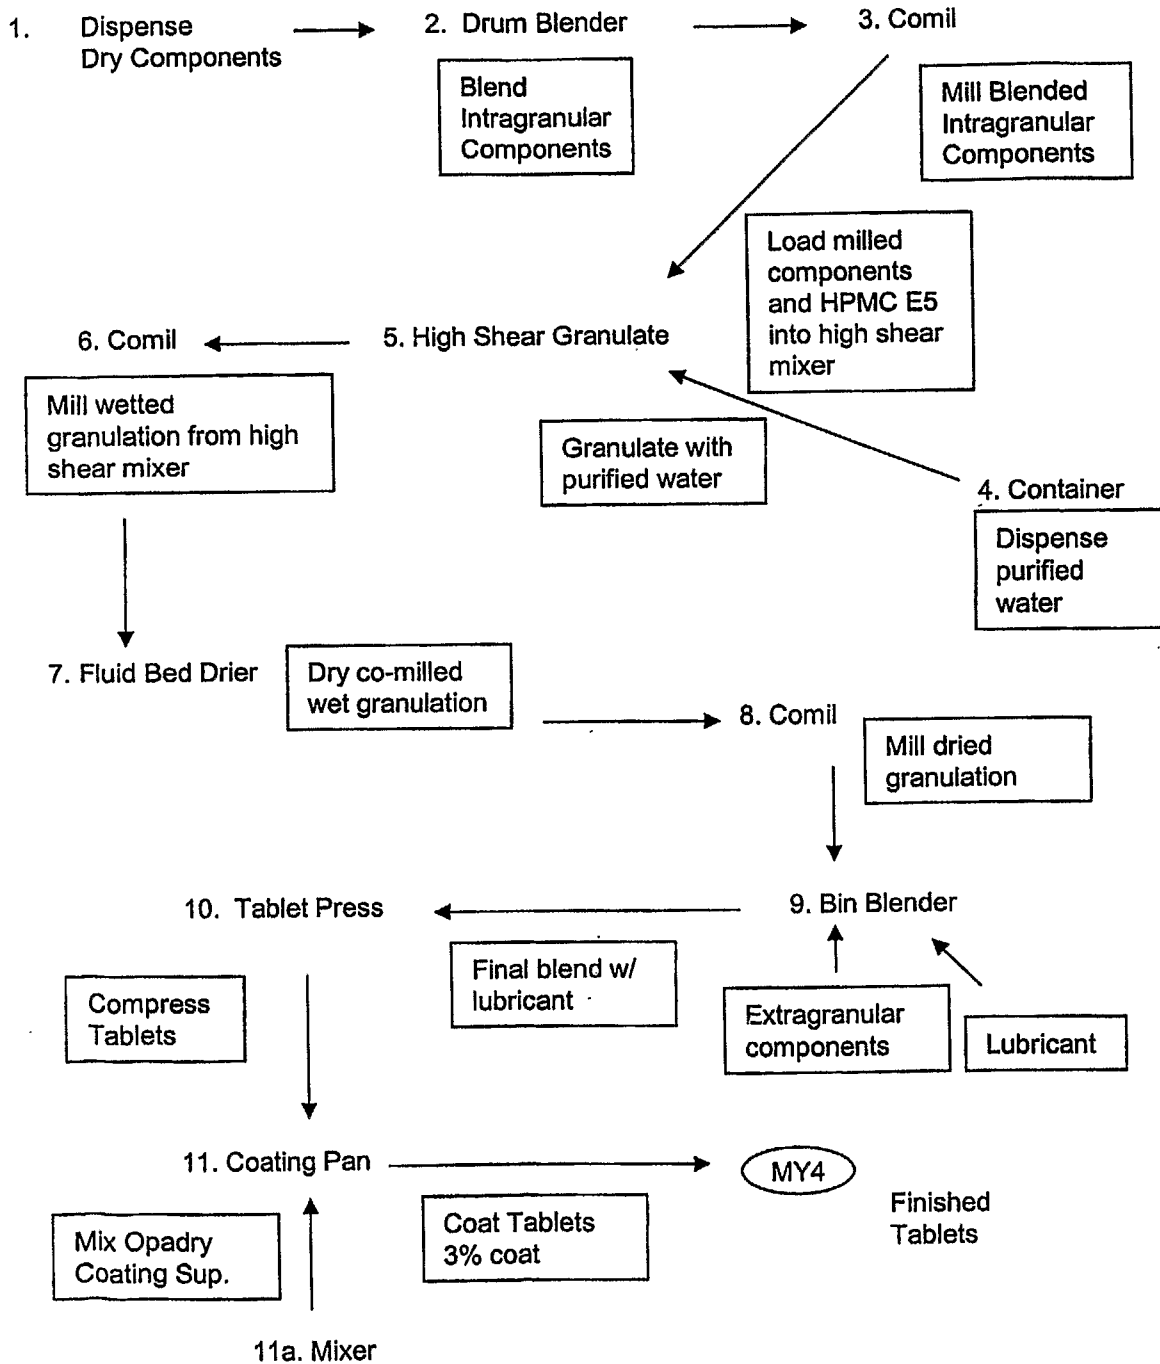 1. Dispense
Dry Components
2. Drum Blender
3. Comil
Blend
Intragranular
Components
Mill Blended
Intragranular
Components
Load milled
components
and HPMC E5
into high shear
mixer
6. Comil
5. High Shear Granulate
Mill wetted
granulation from high
shear mixer
Granulate with
purified water
4. Container
Dispense
purified
water
7. Fluid Bed Drier
Dry co-milled
wet granulation
8. Comil
Mill dried
granulation
10. Tablet Press
9. Bin Blender
Compress
Tablets
Final blend w/
lubricant
Extragranular
components
Lubricant
11. Coating Pan
MY4
Finished
Tablets
Mix Opadry
Coating Sup.
Coat Tablets
3% coat
11a. Mixer